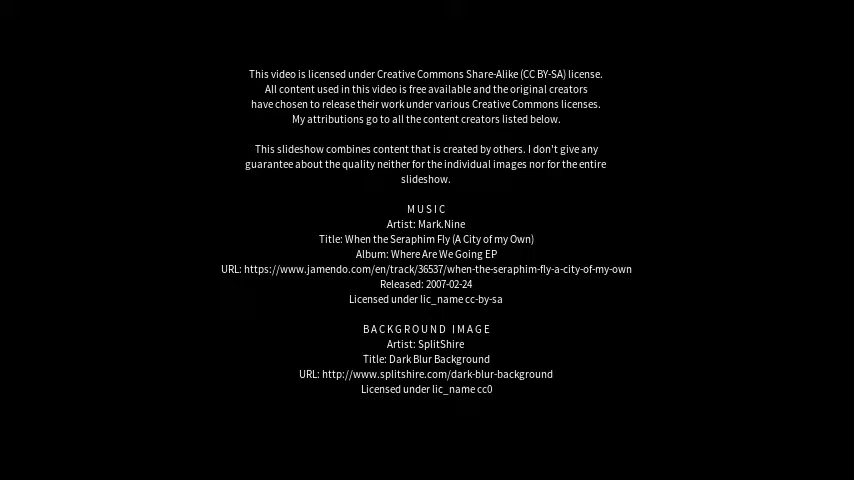 This video is licensed under Creative Commons Share-Alike (CC BY-SA) license.
All content used in this video is free available and the original creators
have chosen to release their work under various Creative Commons licenses.
My attributions go to all the content creators listed below.
This slideshow combines content that is created by others. I don't give any
guarantee about the quality neither for the individual images nor for the entire
slideshow.
MUSIC
Artist: Mark.Nine
Title: When the Seraphim Fly (A City of my Own)
Album: Where Are We Going EP
URL: https://www.jamendo.com/en/track/36537/when-the-seraphim-fly-a-city-of-my-own
Released: 2007-02-24
Licensed under lic_name cc-by-sa
BACKGROUND IMAGE
Artist: SplitShire
Title: Dark Blur Background
URL: http://www.splitshire.com/dark-blur-background
Licensed under lic_name cc0